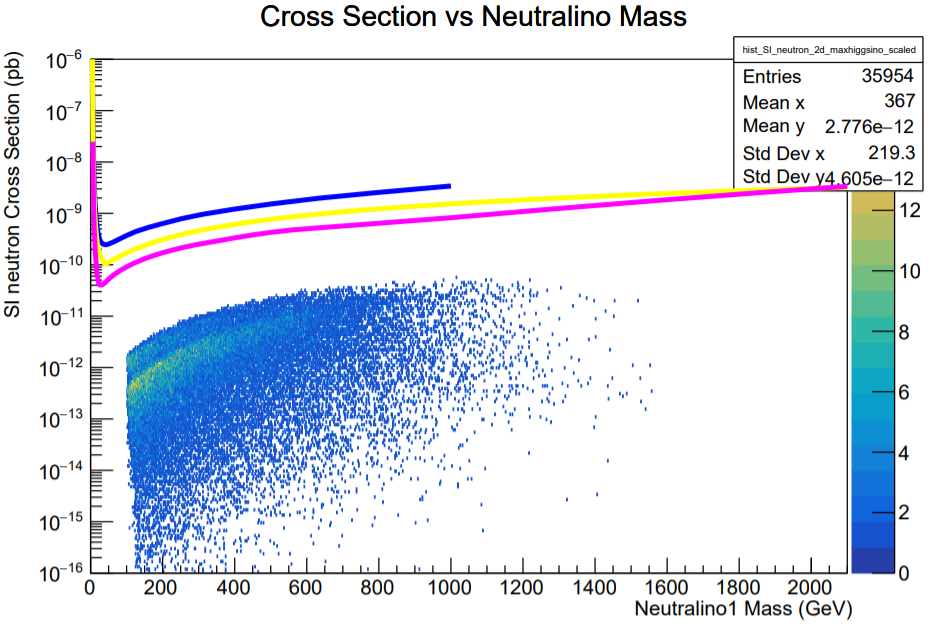 Cross Section vs Neutralino Mass
hist_SI_neutron_2d_maxhiggsino_scaled
Entries 35954
Mean x 367
Mean y 2.776e−12
Std Dev x 219.3
Std Dev y4.605e−12
SI neutron Cross Section (pb)
10−6
10−7
10−8
10−9
10−10
10−11
10−12
10−13
10−14
10−15
10−16
0 200 400 600 800 1000 1200 1400 1600 1800 2000
Neutralino1 Mass (GeV)
12
10
8
6
4
2
0